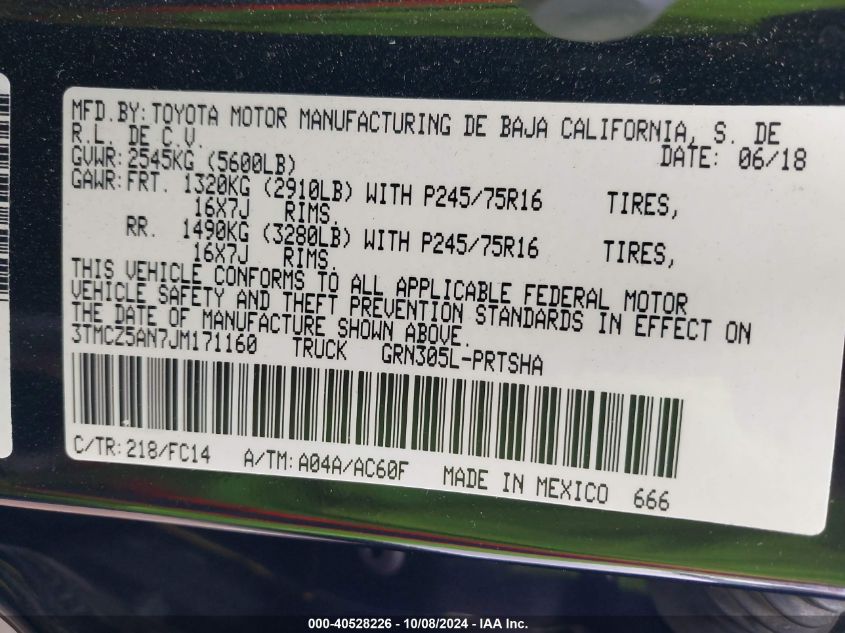 MFD.BY:TOYOTA MOTOR MANUFACTURING DE BAJA CALIFORNIA, S. DE
R.L. DE C.V. DATE: 06/18
GVWR:2545KG (5600LB)
GAWR:FRT. 1320KG (2910LB) WITH P245/75R16 TIRES,
16X7J RIMS.
RR. 1490KG (3280LB) WITH P245/75R16 TIRES,
16X7J RIMS.
THIS VEHICLE CONFORMS TO ALL APPLICABLE FEDERAL MOTOR
VEHICLE SAFETY AND THEFT PREVENTION STANDARDS IN EFFECT ON
THE DATE OF MANUFACTURE SHOWN ABOVE.
3TMCZ5AN7JM171160 TRUCK GRN305L-PRTSHA
C/TR:218/FC14 A/TM:A04A/AC60F MADE IN MEXICO 666
000-40528226 - 10/08/2024 - IAA Inc.